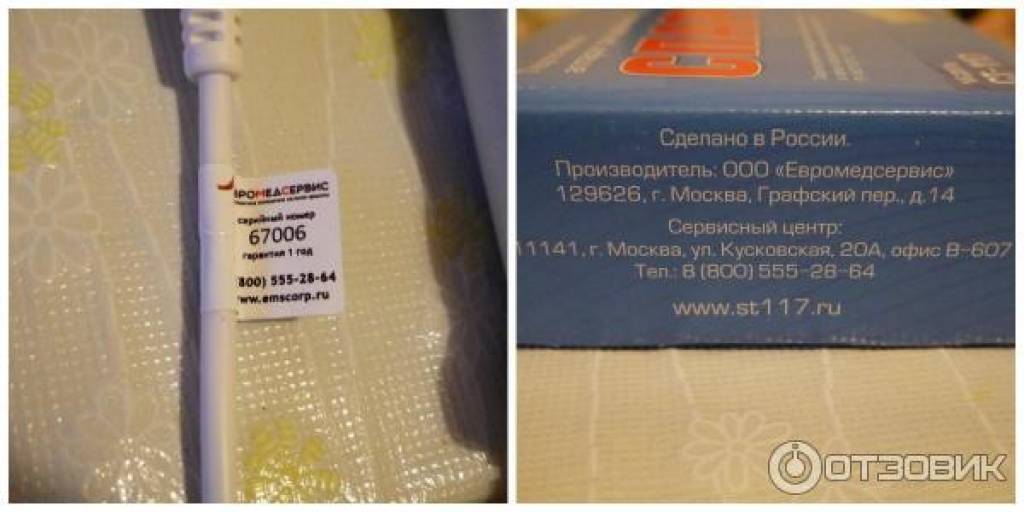 ВРОМЕДСЕРВИС
серийный номер
67006
гарантия 1 год
800) 555-28-64
www.emscorp.ru
Сделано в России.
Производитель: ООО «Евромедсервис»
129626, г. Москва, Графский пер., д.14
Сервисный центр:
11141, г. Москва, ул. Кусковская, 20А, офис В-607
Тел.: 8 (800) 555-28-64
www.st117.ru
ОТЗОВИК